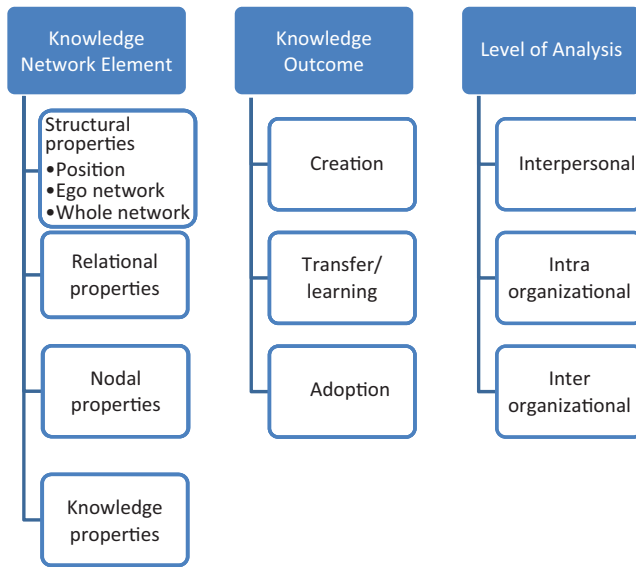 Knowledge
Network Element
Structural
properties
•Position
•Ego network
•Whole network
Relational
properties
Nodal
properties
Knowledge
properties
Knowledge
Outcome
Creation
Transfer/
learning
Adoption
Level of Analysis
Interpersonal
Intra
organizational
Inter
organizational